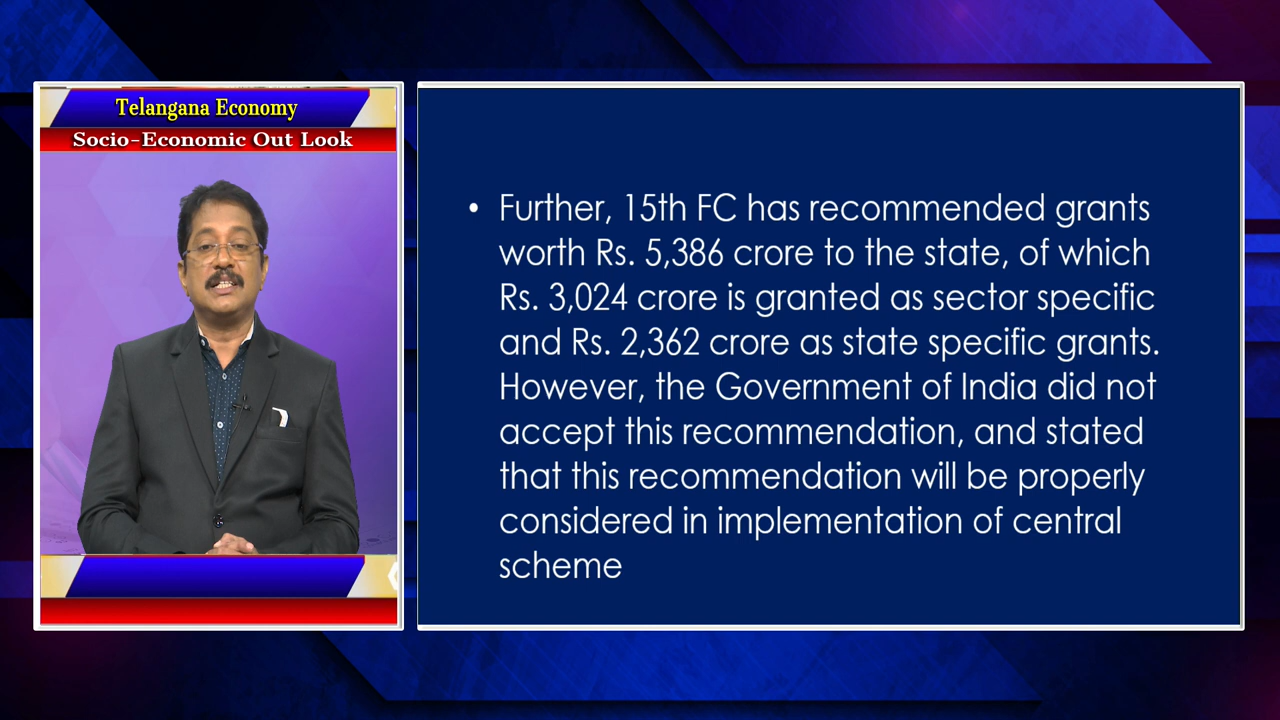 Telangana Economy
Socio-Economic Out Look
• Further, 15th FC has recommended grants
worth Rs. 5,386 crore to the state, of which
Rs. 3,024 crore is granted as sector specific
and Rs. 2,362 crore as state specific grants.
However, the Government of India did not
accept this recommendation, and stated
that this recommendation will be properly
considered in implementation of central
scheme